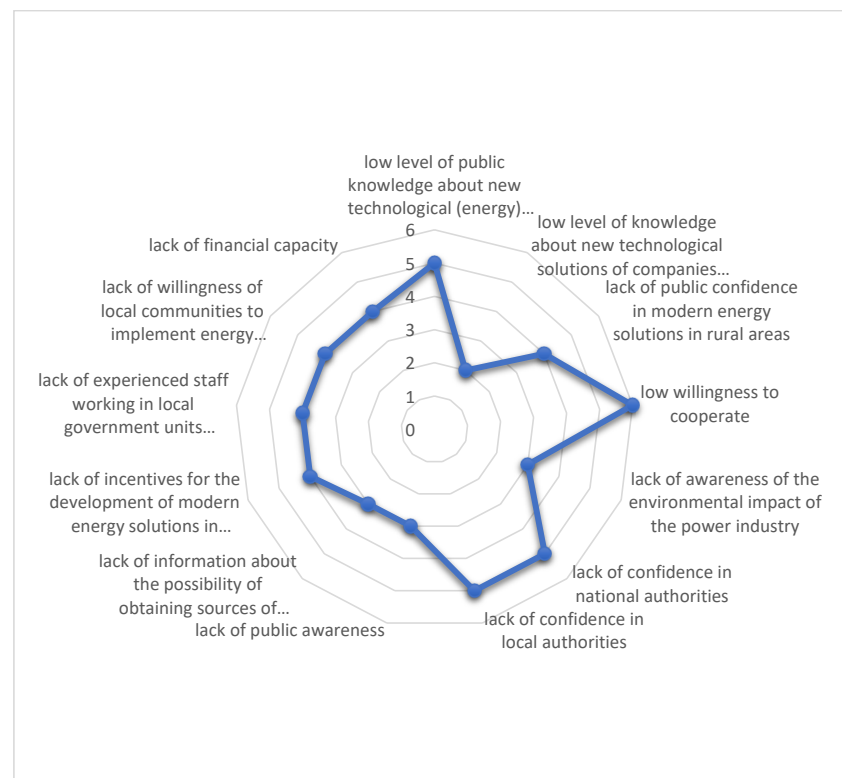 low level of public
knowledge about new
technological (energy)...
low level of knowledge
about new technological
solutions of companies...
lack of public confidence
in modern energy
solutions in rural areas
low willingness to
cooperate
lack of awareness of the
environmental impact of
the power industry
lack of confidence in
national authorities
lack of confidence in
local authorities
lack of public awareness
lack of information about
the possibility of
obtaining sources of...
lack of incentives for the
development of modern
energy solutions in...
lack of experienced staff
working in local
government units...
lack of willingness of
local communities to
implement energy...
lack of financial capacity
6
5
4
3
2
1
0